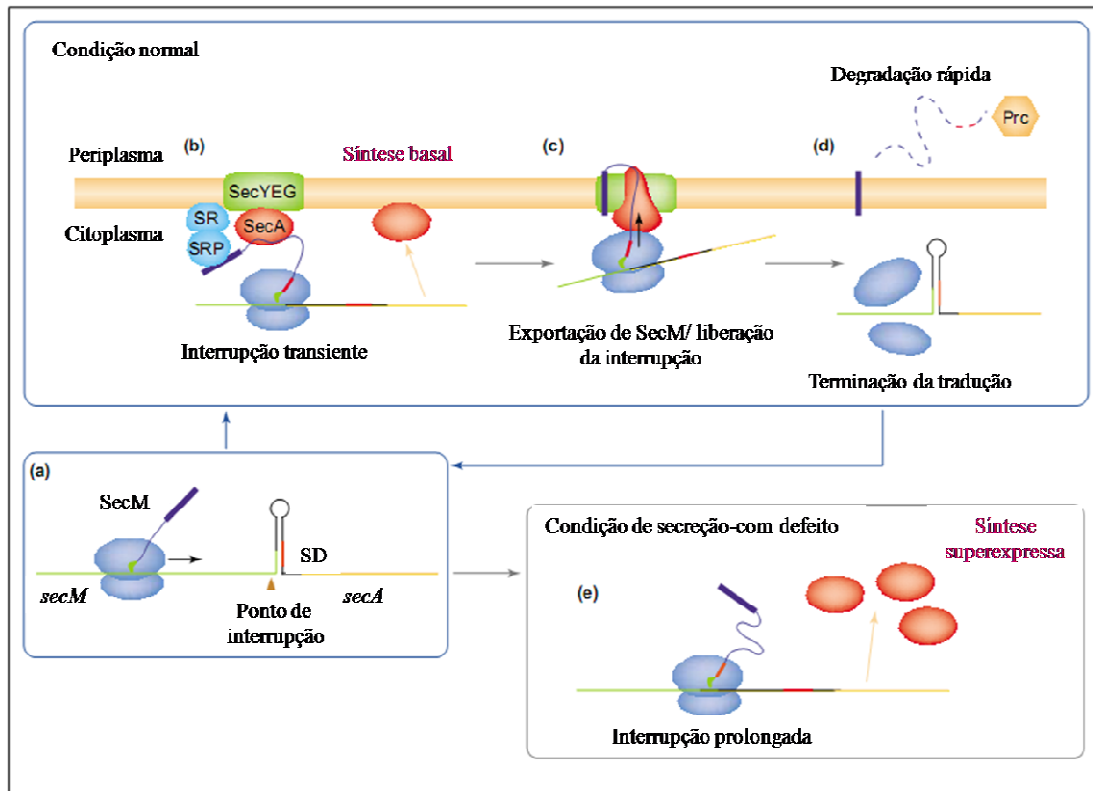 Condição normal
Degradação rápida
Prc
Periplasma
(b)
Síntese basal
(c)
(d)
SecYEG
SR
SecA
Citoplasma
SRP
Interrupção transiente
Exportação de SecM/ liberação
da interrupção
Terminação da tradução
(a)
SecM
SD
secM
secA
Ponto de
interrupção
Condição de secreção-com defeito
Síntese
superexpressa
(e)
Interrupção prolongada